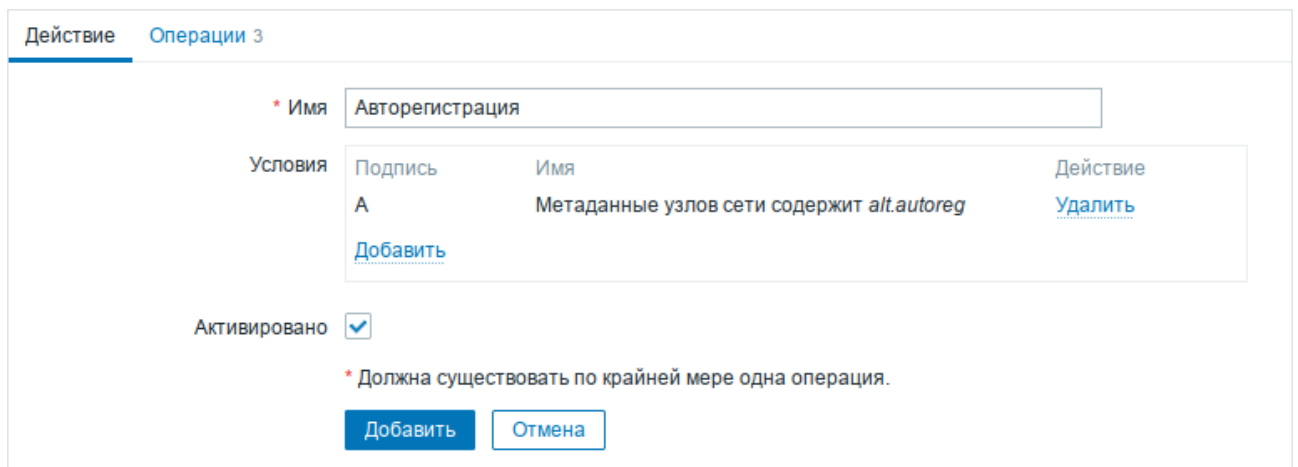 Действие Операции 3
* Имя Авторегистрация
Условия Подпись Имя Действие
A Метаданные узлов сети содержит alt.autoreg Удалить
Добавить
Активировано
* Должна существовать по крайней мере одна операция.
Добавить Отмена